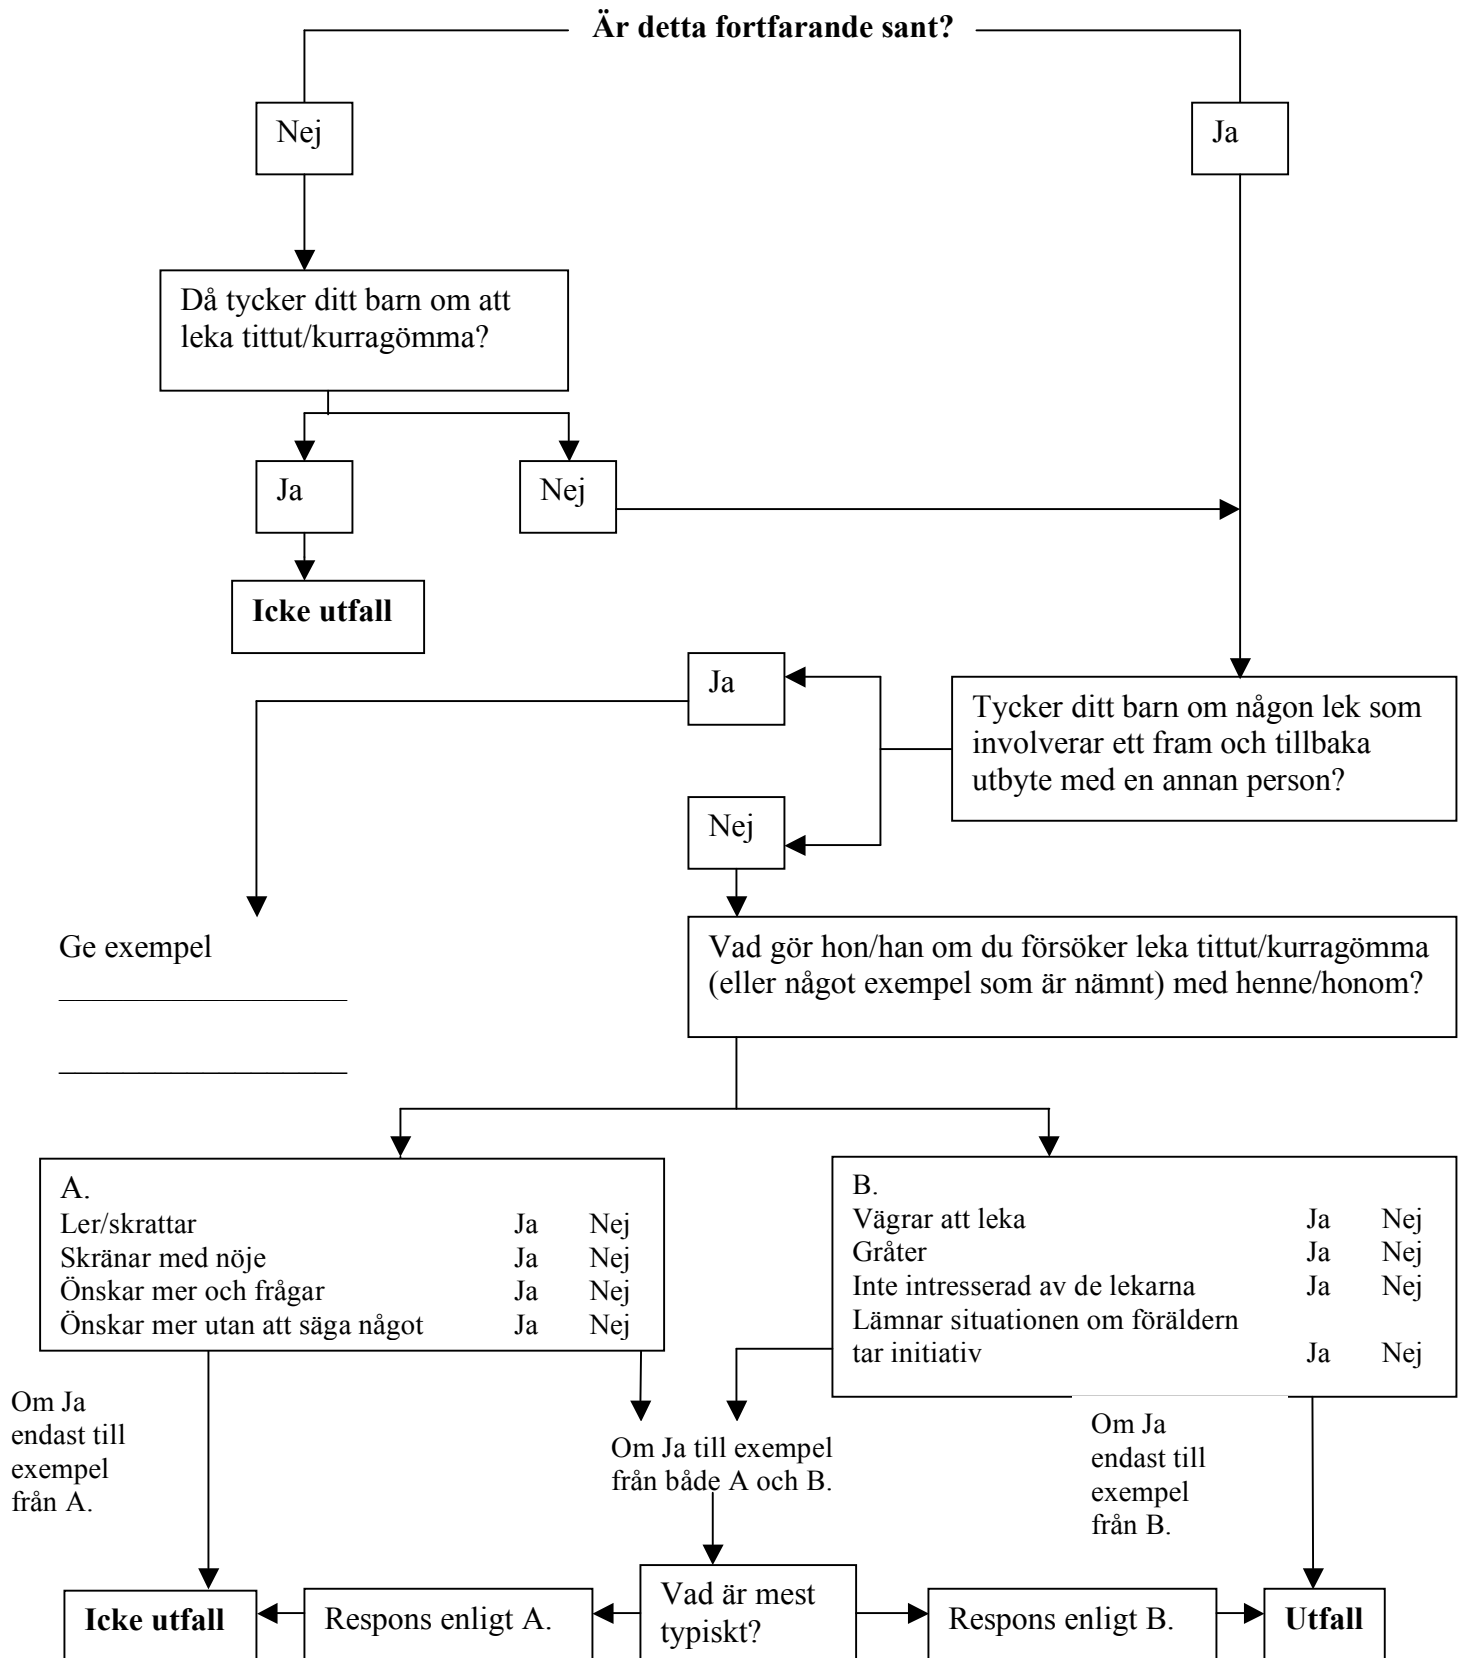 Är detta fortfarande sant?
Nej
Ja
Då tycker ditt barn om att
leka tittut/kurragömma?
Ja
Nej
Icke utfall
Ja
Tycker ditt barn om någon lek som
involverar ett fram och tillbaka
utbyte med en annan person?
Nej
Ge exempel
Vad gör hon/han om du försöker leka tittut/kurragömma
(eller något exempel som är nämnt) med henne/honom?
A.
Ler/skrattar Ja Nej
Skränar med nöje Ja Nej
Önskar mer och frågar Ja Nej
Önskar mer utan att säga något Ja Nej
B.
Vägrar att leka Ja Nej
Gråter Ja Nej
Inte intresserad av de lekarna Ja Nej
Lämnar situationen om föräldern
tar initiativ Ja Nej
Om Ja
endast till
exempel
från A.
Om Ja till exempel
från både A och B.
Om Ja
endast till
exempel
från B.
Icke utfall
Respons enligt A.
Vad är mest
typiskt?
Respons enligt B.
Utfall